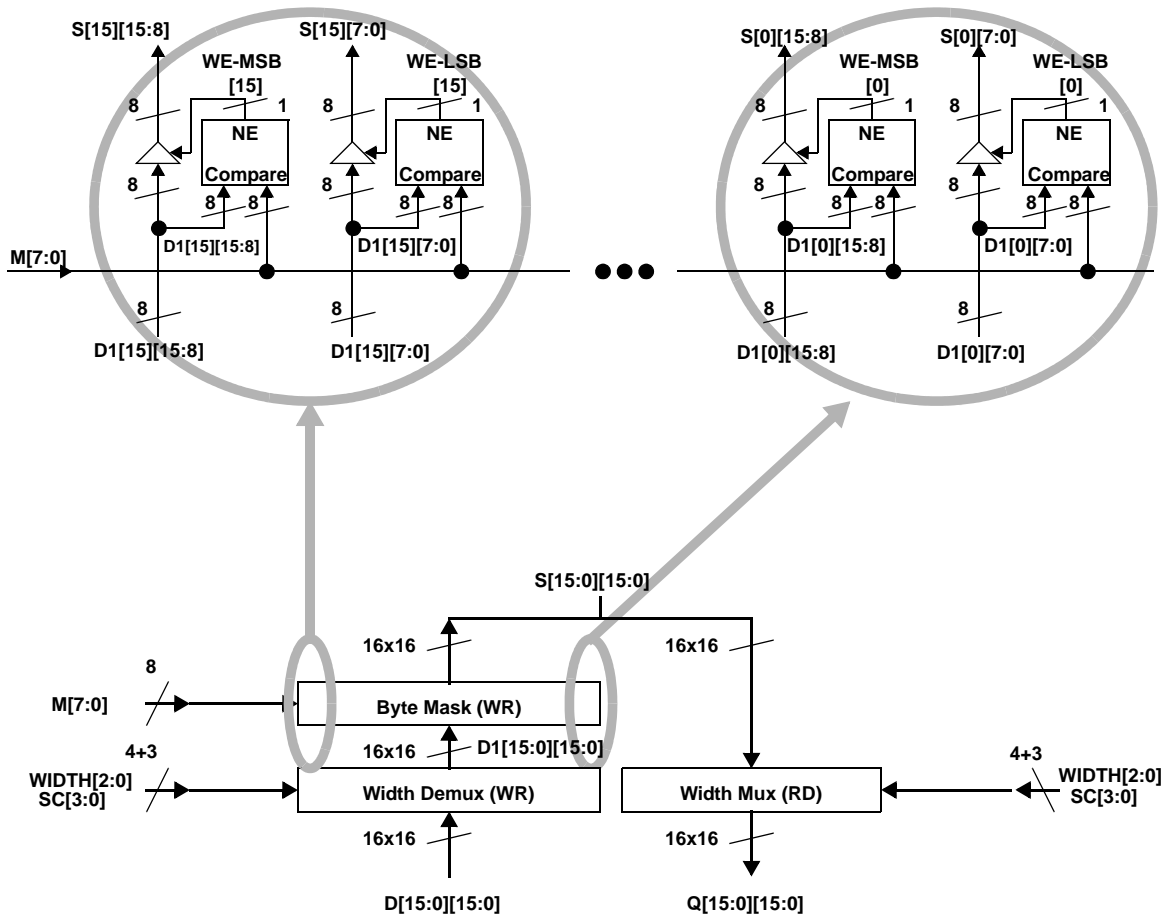 S[15][15:8]
S[15][7:0]
S[0][15:8]
S[0][7:0]
WE-MSB
[15]
WE-LSB
[15]
WE-MSB
[0]
WE-LSB
[0]
8
1
8
1
8
1
8
1
NE
NE
NE
NE
Compare
Compare
Compare
Compare
8
8
8
8
8
8
8
8
8
8
8
8
D1[15][15:8]
D1[15][7:0]
D1[0][15:8]
D1[0][7:0]
M[7:0]
8
8
8
8
D1[15][15:8]
D1[15][7:0]
D1[0][15:8]
D1[0][7:0]
S[15:0][15:0]
16x16
16x16
8
M[7:0]
Byte Mask (WR)
16x16
D1[15:0][15:0]
4+3
4+3
WIDTH[2:0]
SC[3:0]
Width Demux (WR)
Width Mux (RD)
WIDTH[2:0]
SC[3:0]
16x16
16x16
D[15:0][15:0]
Q[15:0][15:0]